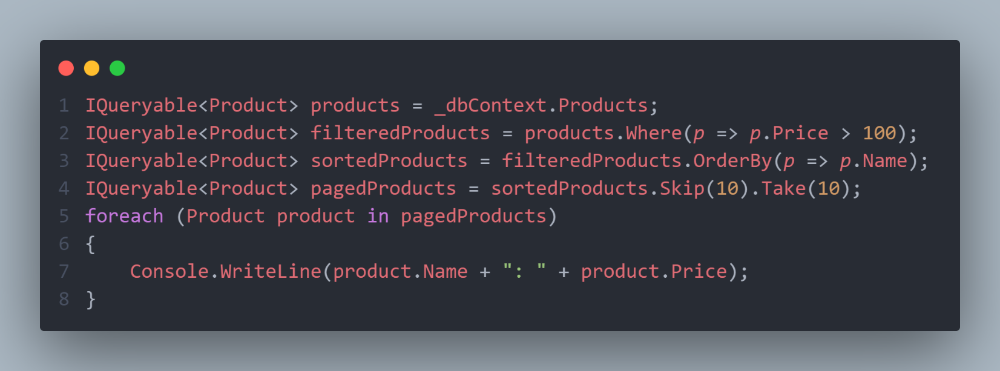 1 IQueryable<Product> products = _dbContext.Products;
2 IQueryable<Product> filteredProducts = products.Where(p => p.Price > 100);
3 IQueryable<Product> sortedProducts = filteredProducts.OrderBy(p => p.Name);
4 IQueryable<Product> pagedProducts = sortedProducts.Skip(10).Take(10);
5 foreach (Product product in pagedProducts)
6 {
7     Console.WriteLine(product.Name + ": " + product.Price);
8 }